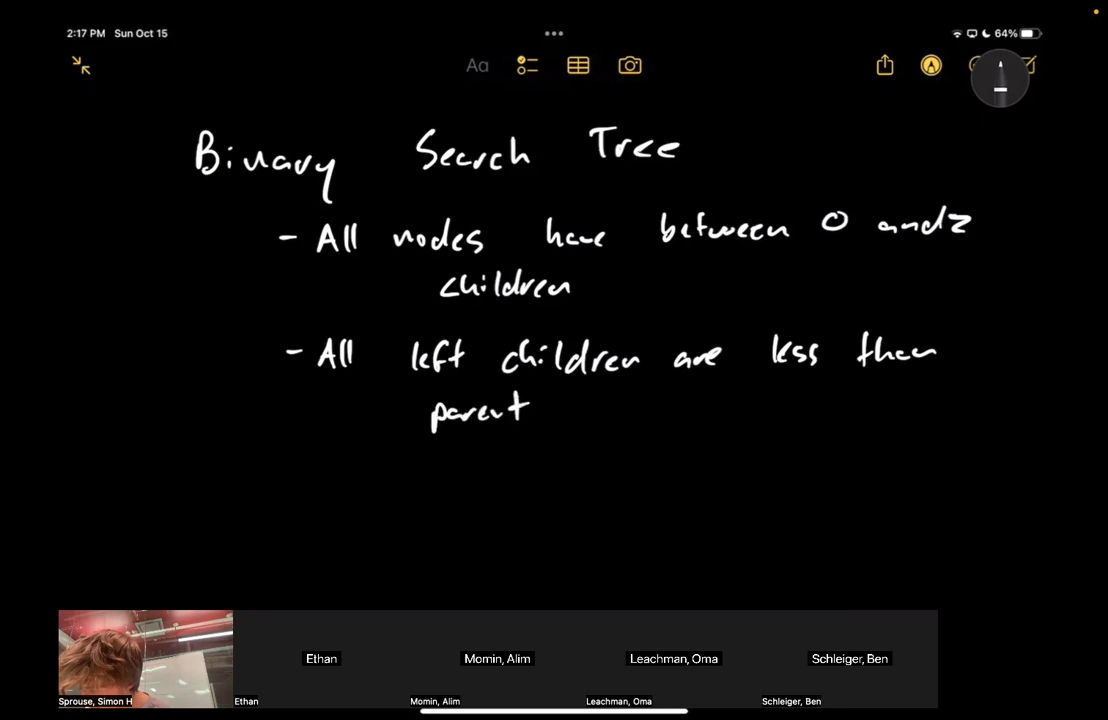 2:17 PM Sun Oct 15
64%
Aa
Binary Search Tree
- All nodes have between 0 and 2
children
- All left children are less than
parent
Ethan
Momin, Alim
Leachman, Oma
Schleiger, Ben
Sprouse, Simon H
Ethan
Momin, Alim
Leachman, Oma
Schleiger, Ben